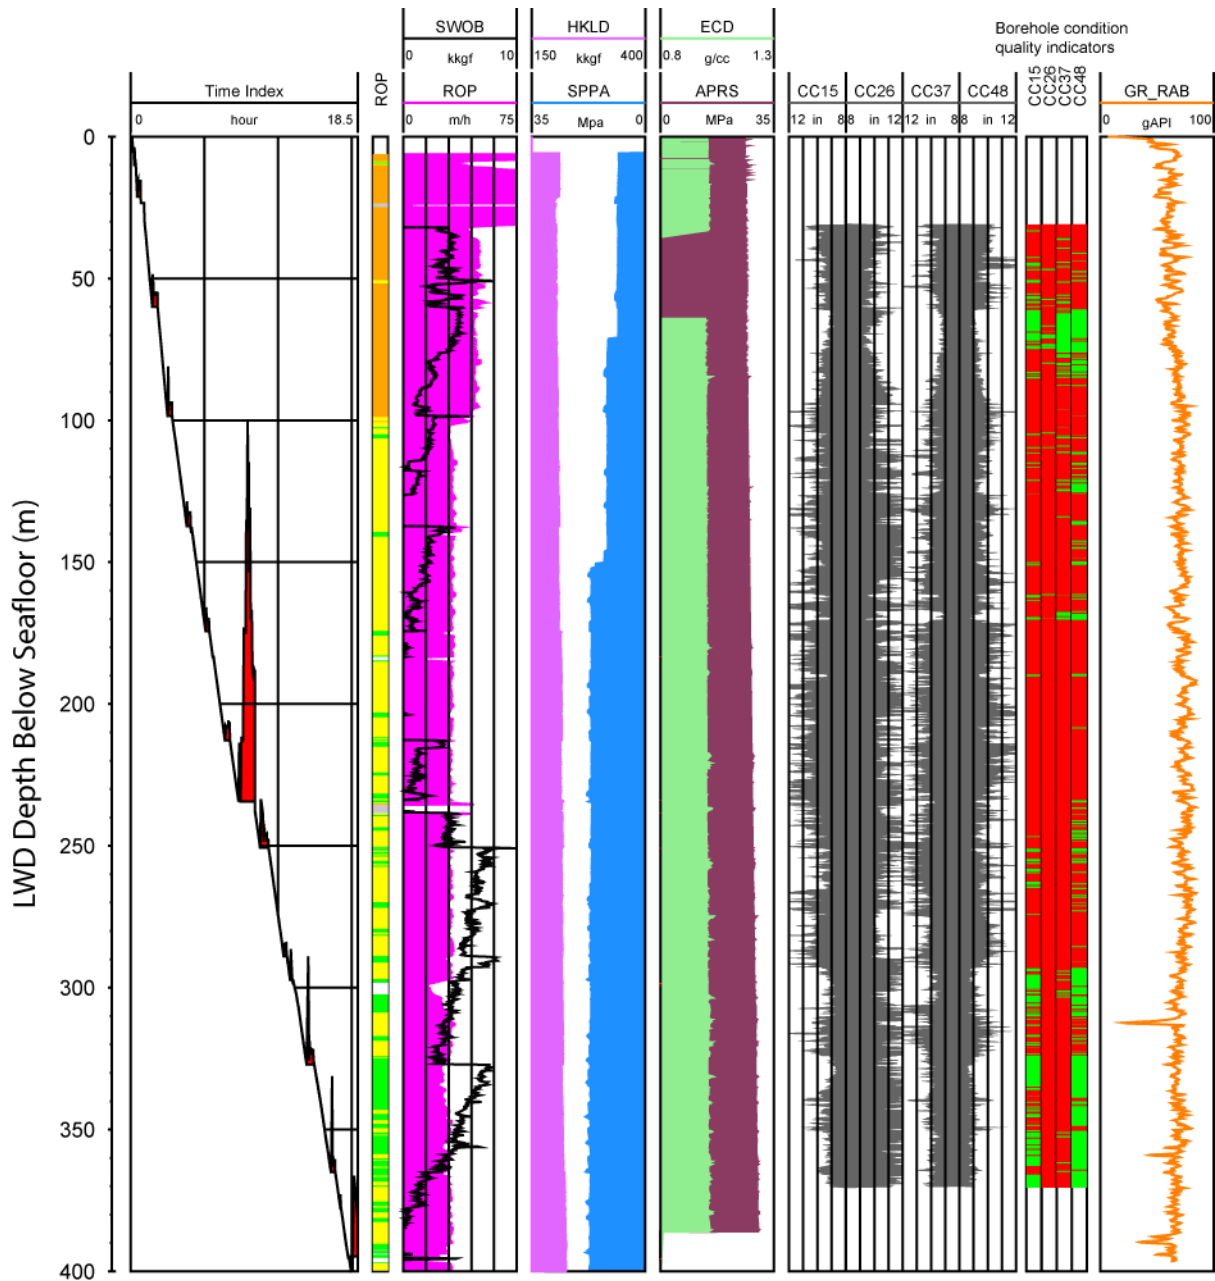 SWOB HKLD ECD Borehole condition
quality indicators
0 kkgf 10 150 kkgf 400 0.8 g/cc 1.3
Time Index ROP ROP SPPA APRS CC15 CC26 CC37 CC48 CC15 CC26 CC37 CC48 GR_RAB
0 hour 18.5 0 m/h 75 35 Mpa 0 0 MPa 35 12 in 8 8 in 12 12 in 8 8 in 12 0 gAPI 100
0
50
100
150
200
250
300
350
400
LWD Depth Below Seafloor (m)